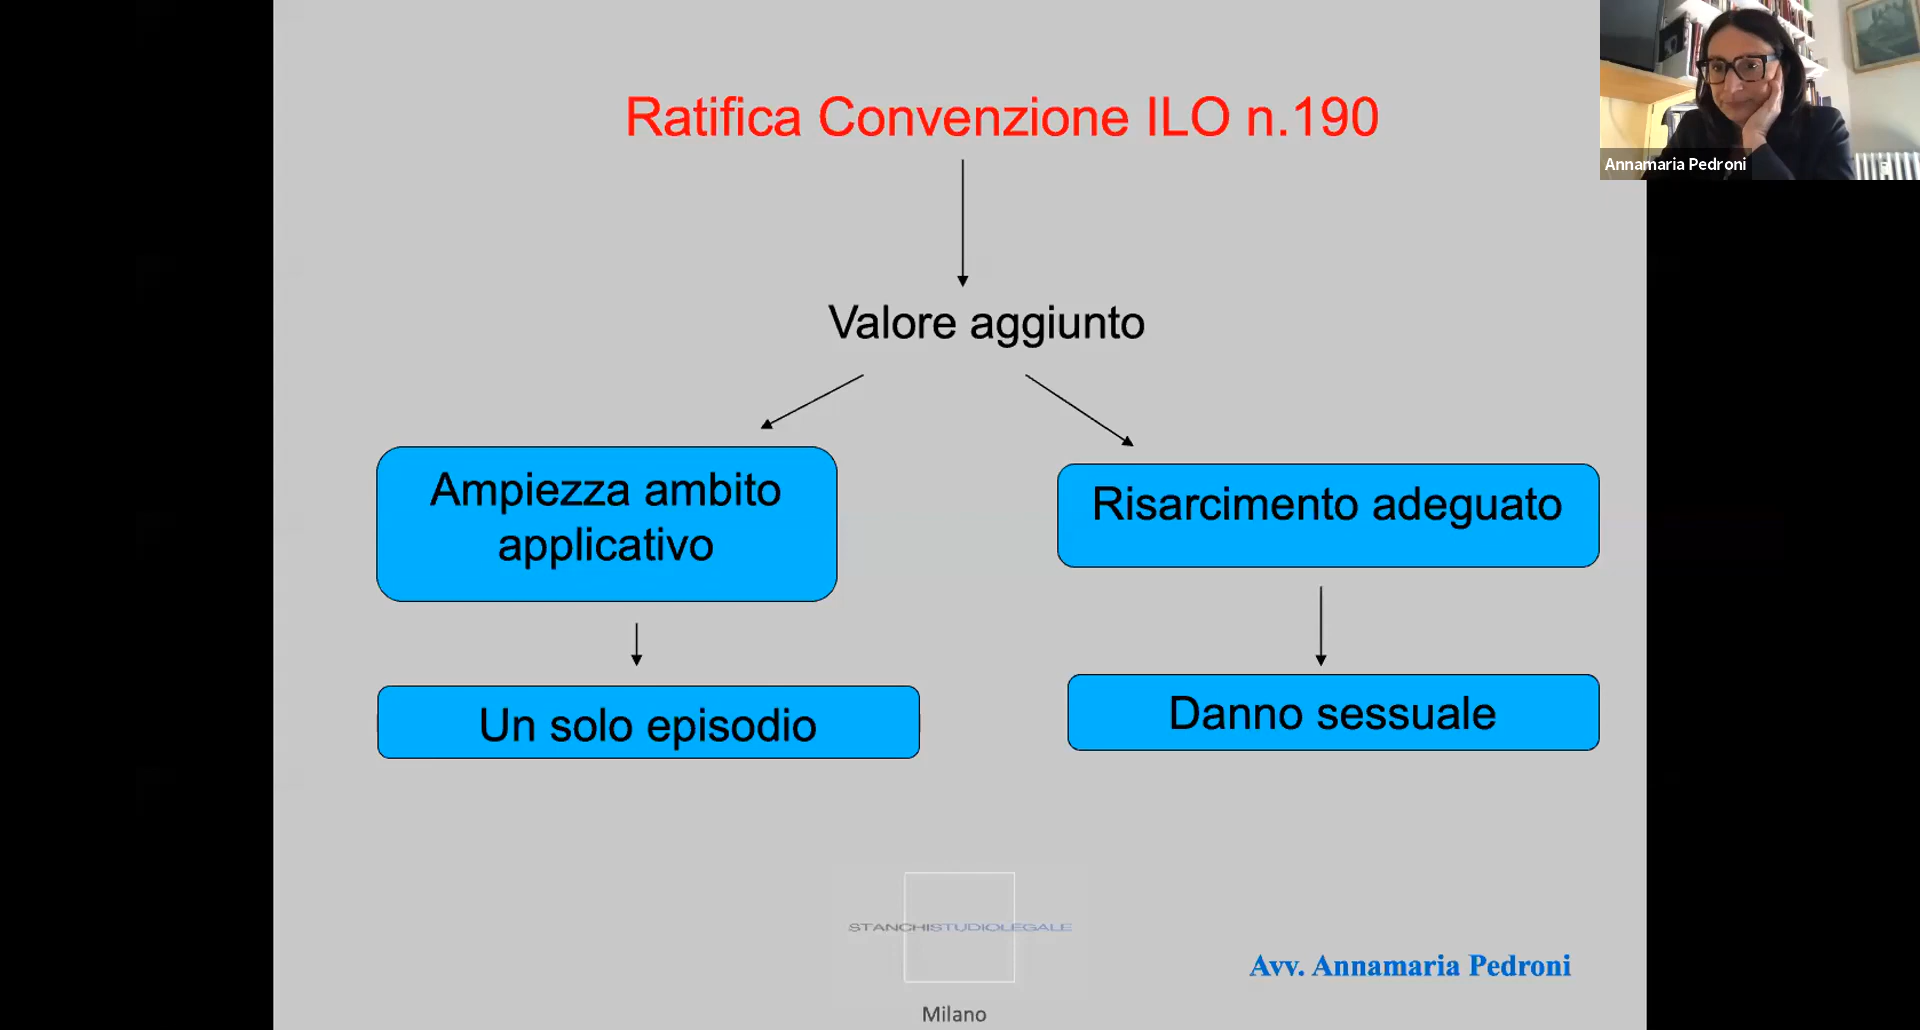 Ratifica Convenzione ILO n.190
Annamaria Pedroni
Valore aggiunto
Ampiezza ambito
applicativo
Risarcimento adeguato
Un solo episodio
Danno sessuale
STANCHISTUDIOLEGALE
Avv. Annamaria Pedroni
Milano